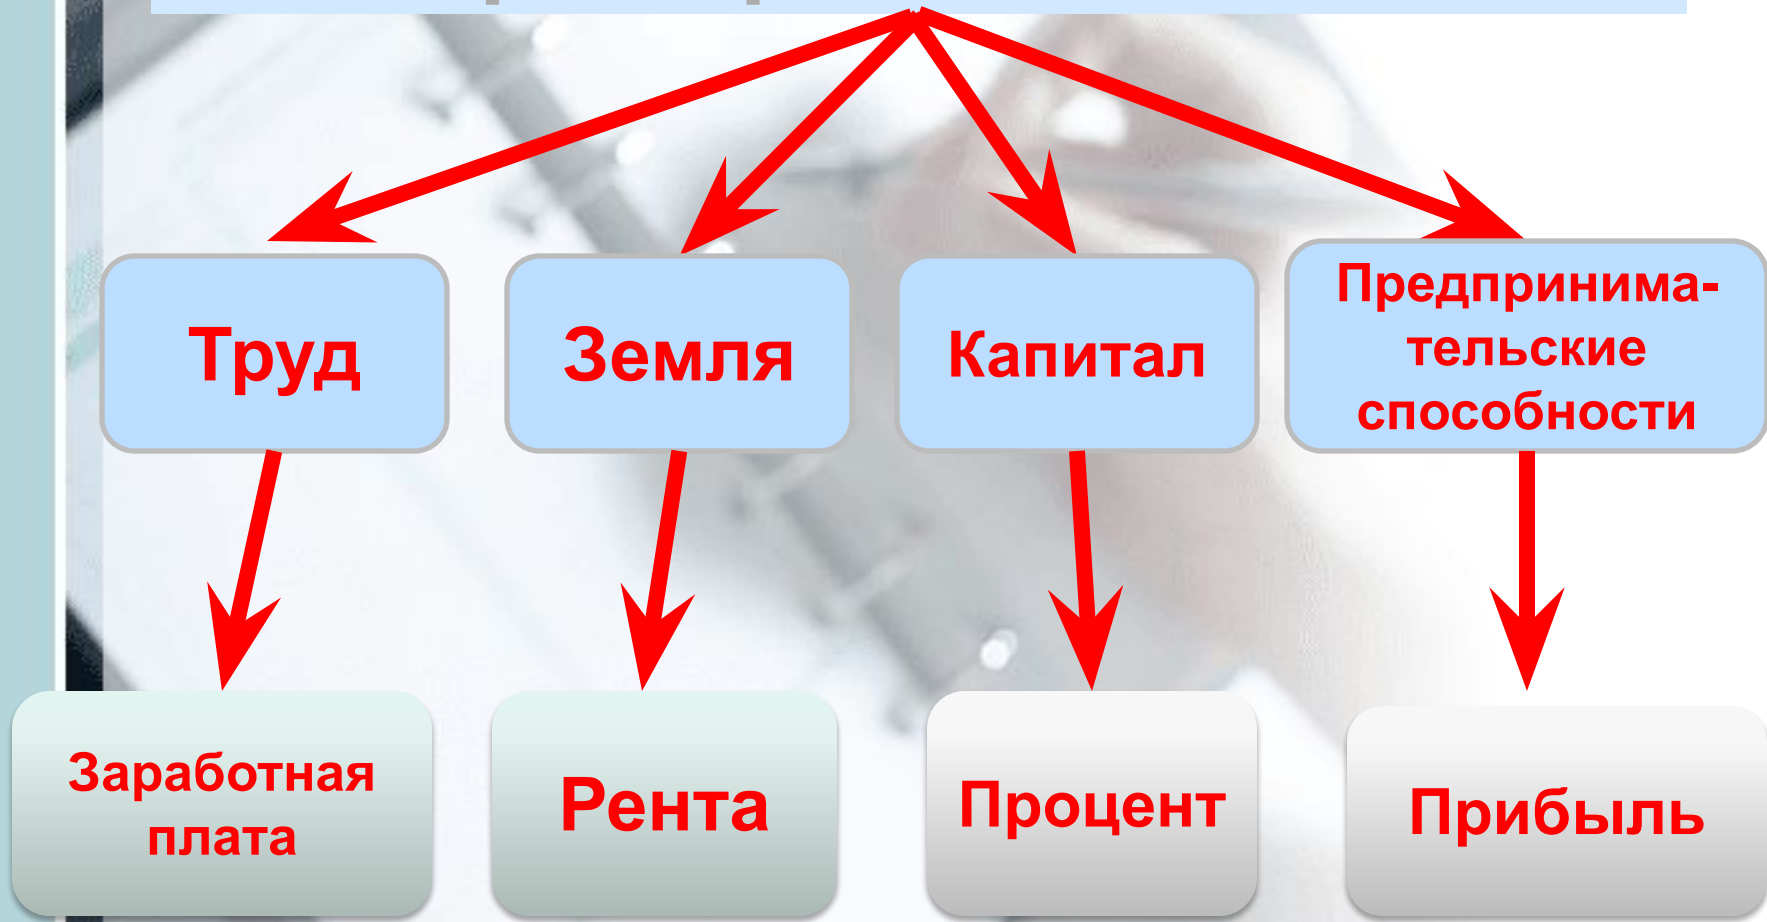 Труд
Земля
Капитал
Предпринима-
тельские
способности
Заработная
плата
Рента
Процент
Прибыль